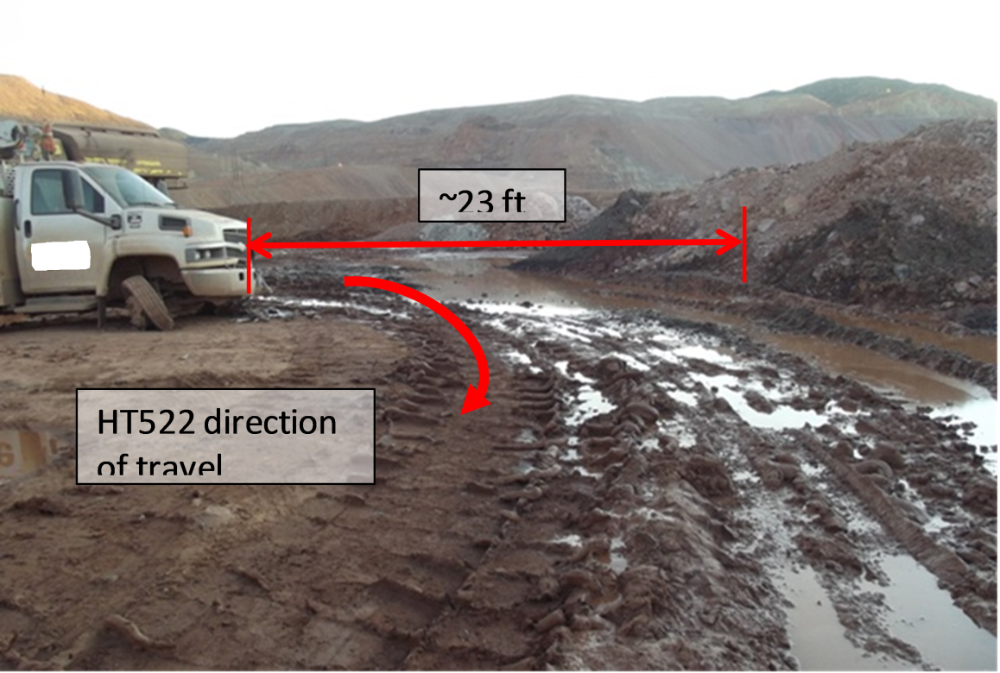 ~23 ft
HT522 direction
of travel